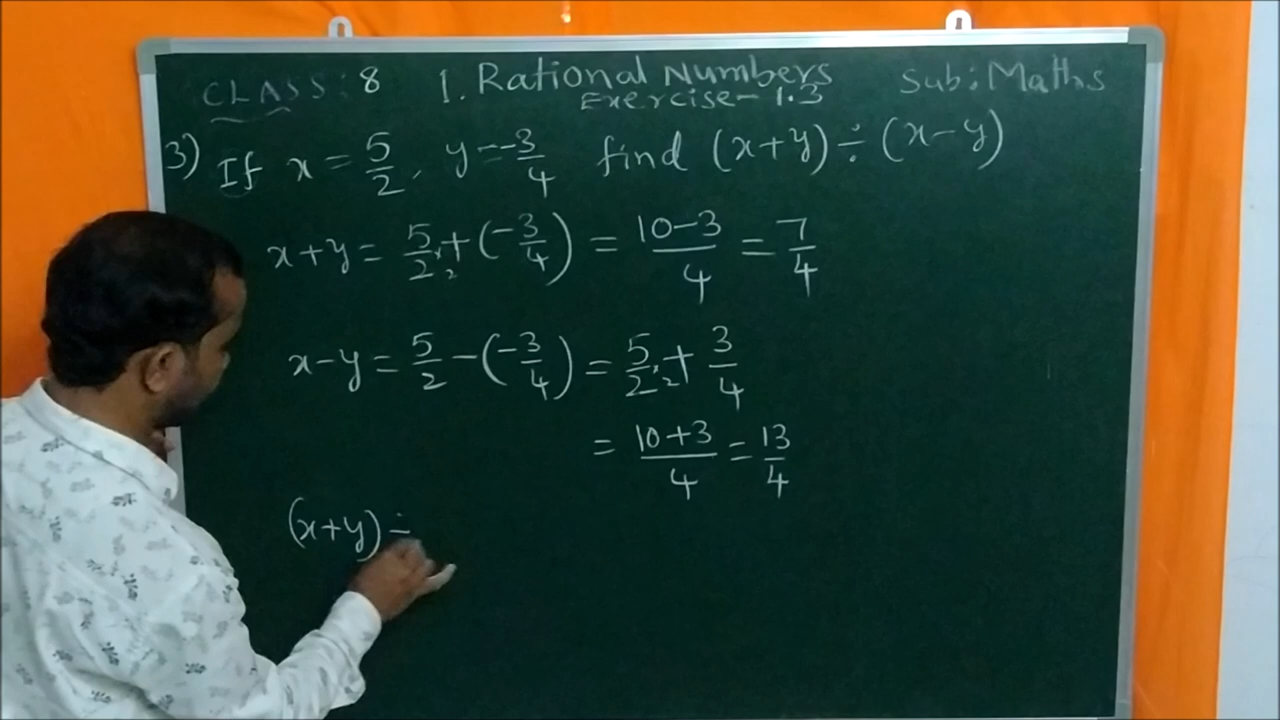 CLASS: 8 1. Rational Numbers Sub: Maths
Exercise-1.3
3) If x = 5/2, y = -3/4 find (x+y) ÷ (x-y)
x+y = 5/2 ×2 + (-3/4) = 10-3/4 = 7/4
x-y = 5/2 - (-3/4) = 5/2 ×2 + 3/4
= 10+3/4 = 13/4
(x+y) ÷